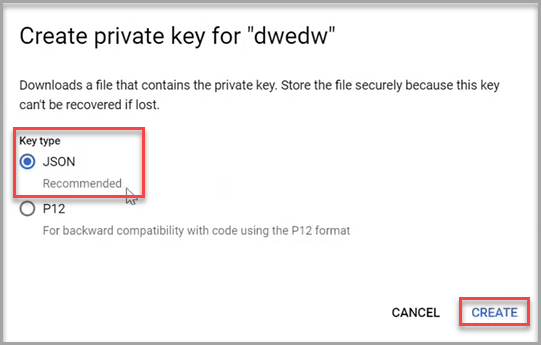 Create private key for "dwedw"
Downloads a file that contains the private key. Store the file securely because this key
can't be recovered if lost.
Key type
JSON
Recommended
P12
For backward compatibility with code using the P12 format
CANCEL
CREATE